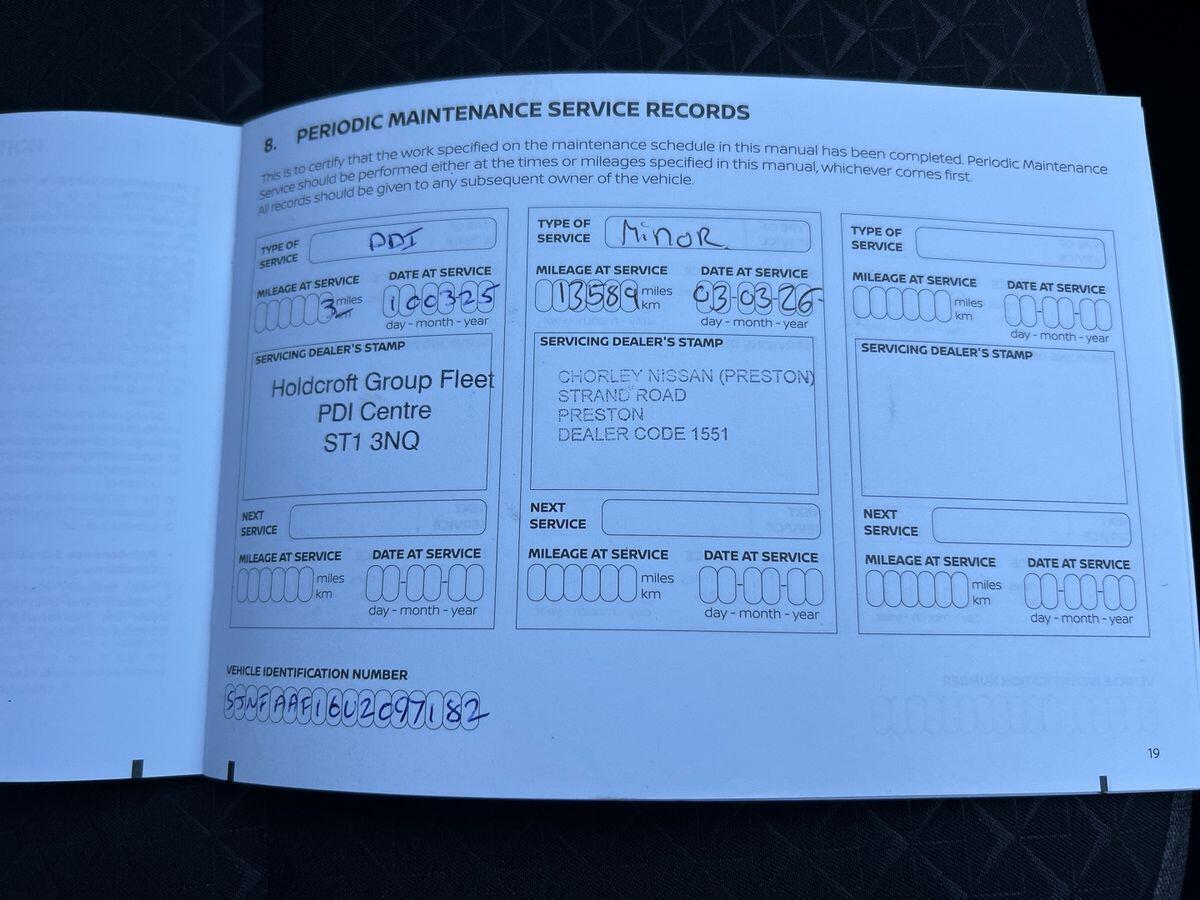 8. PERIODIC MAINTENANCE SERVICE RECORDS
This is to certify that the work specified on the maintenance schedule in this manual has been completed. Periodic Maintenance
Service should be performed either at the times or mileages specified in this manual, whichever comes first.
All records should be given to any subsequent owner of the vehicle.
TYPE OF SERVICE PDI
MILEAGE AT SERVICE DATE AT SERVICE
3 miles km 100325
day - month - year
SERVICING DEALER'S STAMP
Holdcroft Group Fleet
PDI Centre
ST1 3NQ
NEXT SERVICE
MILEAGE AT SERVICE DATE AT SERVICE
miles km
day - month - year
TYPE OF SERVICE MINOR
MILEAGE AT SERVICE DATE AT SERVICE
13589 miles km 03-03-26
day - month - year
SERVICING DEALER'S STAMP
CHORLEY NISSAN (PRESTON)
STRAND ROAD
PRESTON
DEALER CODE 1551
NEXT SERVICE
MILEAGE AT SERVICE DATE AT SERVICE
miles km
day - month - year
TYPE OF SERVICE
MILEAGE AT SERVICE DATE AT SERVICE
miles km
day - month - year
SERVICING DEALER'S STAMP
NEXT SERVICE
MILEAGE AT SERVICE DATE AT SERVICE
miles km
day - month - year
VEHICLE IDENTIFICATION NUMBER
SJNFAAF16U2097182
19